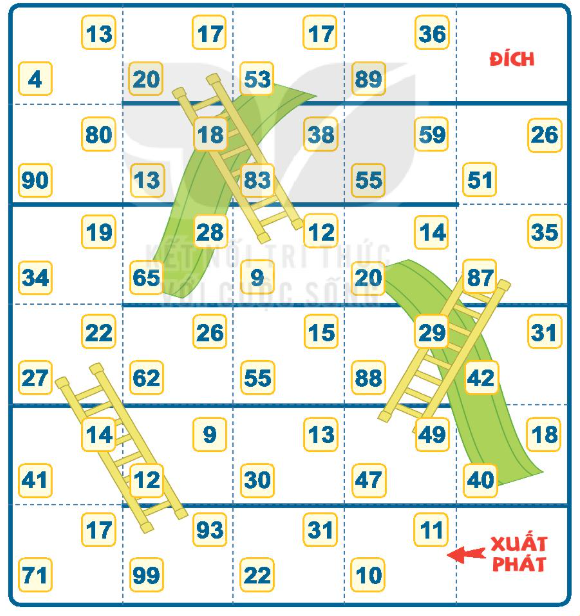 13 17 17 36
4 20 53 89 ĐÍCH
80 18 38 59 26
90 13 83 55 51
19 28 12 14 35
KẾT NỐI TRI THỨC
34 65 9 20 87
VỚI CUỘC SỐNG
22 26 15 29 31
27 62 55 88 42
14 9 13 49 18
41 12 30 47 40
17 93 31 11
XUẤT
PHÁT
71 99 22 10